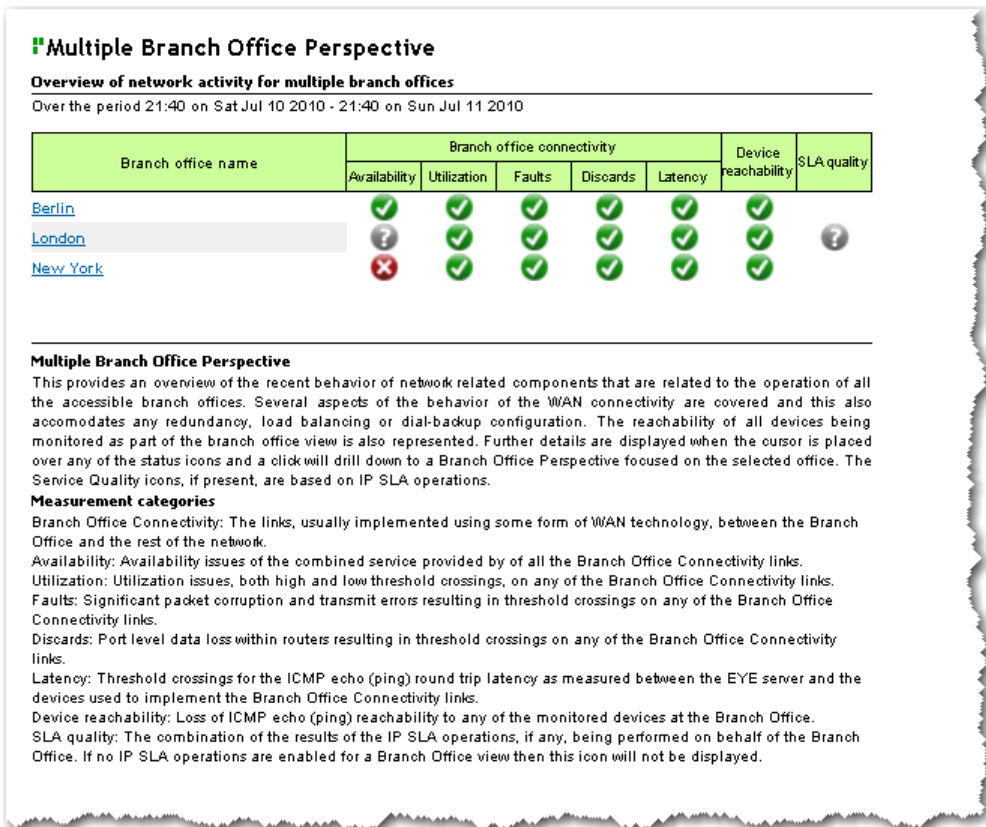 Multiple Branch Office Perspective
Overview of network activity for multiple branch offices
Over the period 21:40 on Sat Jul 10 2010 - 21:40 on Sun Jul 11 2010
Branch office name
Branch office connectivity
Device reachability
SLA quality
Availability Utilization Faults Discards Latency
Berlin
London
New York
Multiple Branch Office Perspective
This provides an overview of the recent behavior of network related components that are related to the operation of all
the accessible branch offices. Several aspects of the behavior of the WAN connectivity are covered and this also
accomodates any redundancy, load balancing or dial-backup configuration. The reachability of all devices being
monitored as part of the branch office view is also represented. Further details are displayed when the cursor is placed
over any of the status icons and a click will drill down to a Branch Office Perspective focused on the selected office. The
Service Quality icons, if present, are based on IP SLA operations.
Measurement categories
Branch Office Connectivity: The links, usually implemented using some form of WAN technology, between the Branch
Office and the rest of the network.
Availability: Availability issues of the combined service provided by of all the Branch Office Connectivity links.
Utilization: Utilization issues, both high and low threshold crossings, on any of the Branch Office Connectivity links.
Faults: Significant packet corruption and transmit errors resulting in threshold crossings on any of the Branch Office
Connectivity links.
Discards: Port level data loss within routers resulting in threshold crossings on any of the Branch Office Connectivity
links.
Latency: Threshold crossings for the ICMP echo (ping) round trip latency as measured between the EYE server and the
devices used to implement the Branch Office Connectivity links.
Device reachability: Loss of ICMP echo (ping) reachability to any of the monitored devices at the Branch Office.
SLA quality: The combination of the results of the IP SLA operations, if any, being performed on behalf of the Branch
Office. If no IP SLA operations are enabled for a Branch Office view then this icon will not be displayed.